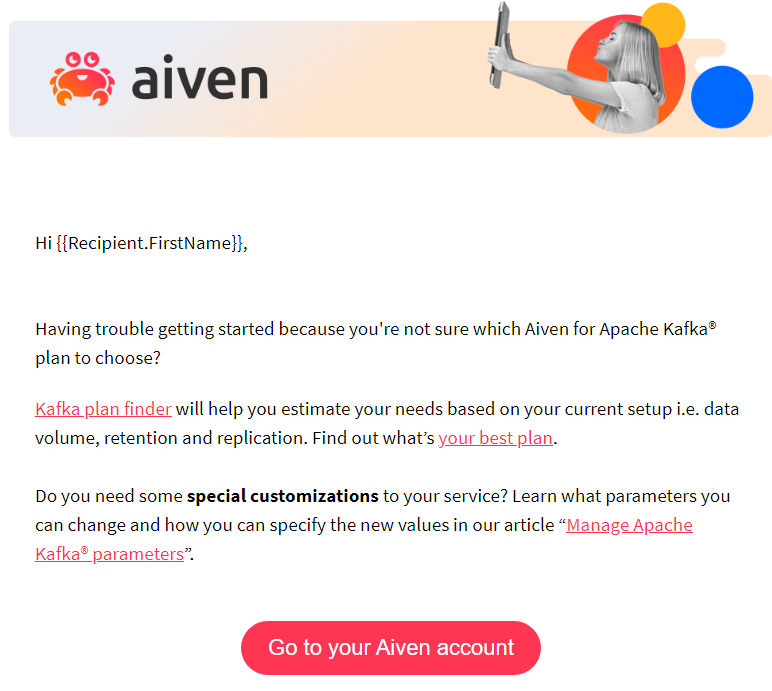 aiven
Hi {{Recipient.FirstName}},
Having trouble getting started because you're not sure which Aiven for Apache Kafka®
plan to choose?
Kafka plan finder will help you estimate your needs based on your current setup i.e. data
volume, retention and replication. Find out what’s your best plan.
Do you need some special customizations to your service? Learn what parameters you
can change and how you can specify the new values in our article “Manage Apache
Kafka® parameters”.
Go to your Aiven account